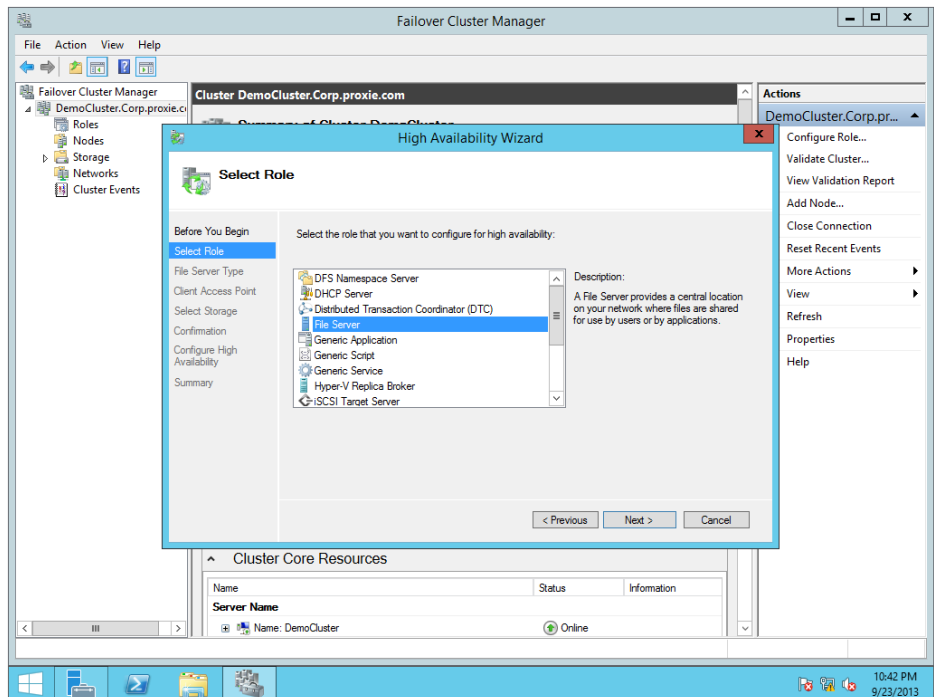 Failover Cluster Manager
File Action View Help
Failover Cluster Manager
DemoCluster.Corp.proxie.c
Roles
Nodes
Storage
Networks
Cluster Events
Cluster DemoCluster.Corp.proxie.com
Summary of Cluster DemoCluster
High Availability Wizard
Select Role
Before You Begin
Select Role
File Server Type
Client Access Point
Select Storage
Confirmation
Configure High
Availability
Summary
Select the role that you want to configure for high availability:
DFS Namespace Server
DHCP Server
Distributed Transaction Coordinator (DTC)
File Server
Generic Application
Generic Script
Generic Service
Hyper-V Replica Broker
iSCSI Target Server
Description:
A File Server provides a central location
on your network where files are shared
for use by users or by applications.
< Previous Next > Cancel
Cluster Core Resources
Name Status Information
Server Name
Name: DemoCluster Online
Actions
DemoCluster.Corp.pr...
Configure Role...
Validate Cluster...
View Validation Report
Add Node...
Close Connection
Reset Recent Events
More Actions
View
Refresh
Properties
Help
10:42 PM
9/23/2013